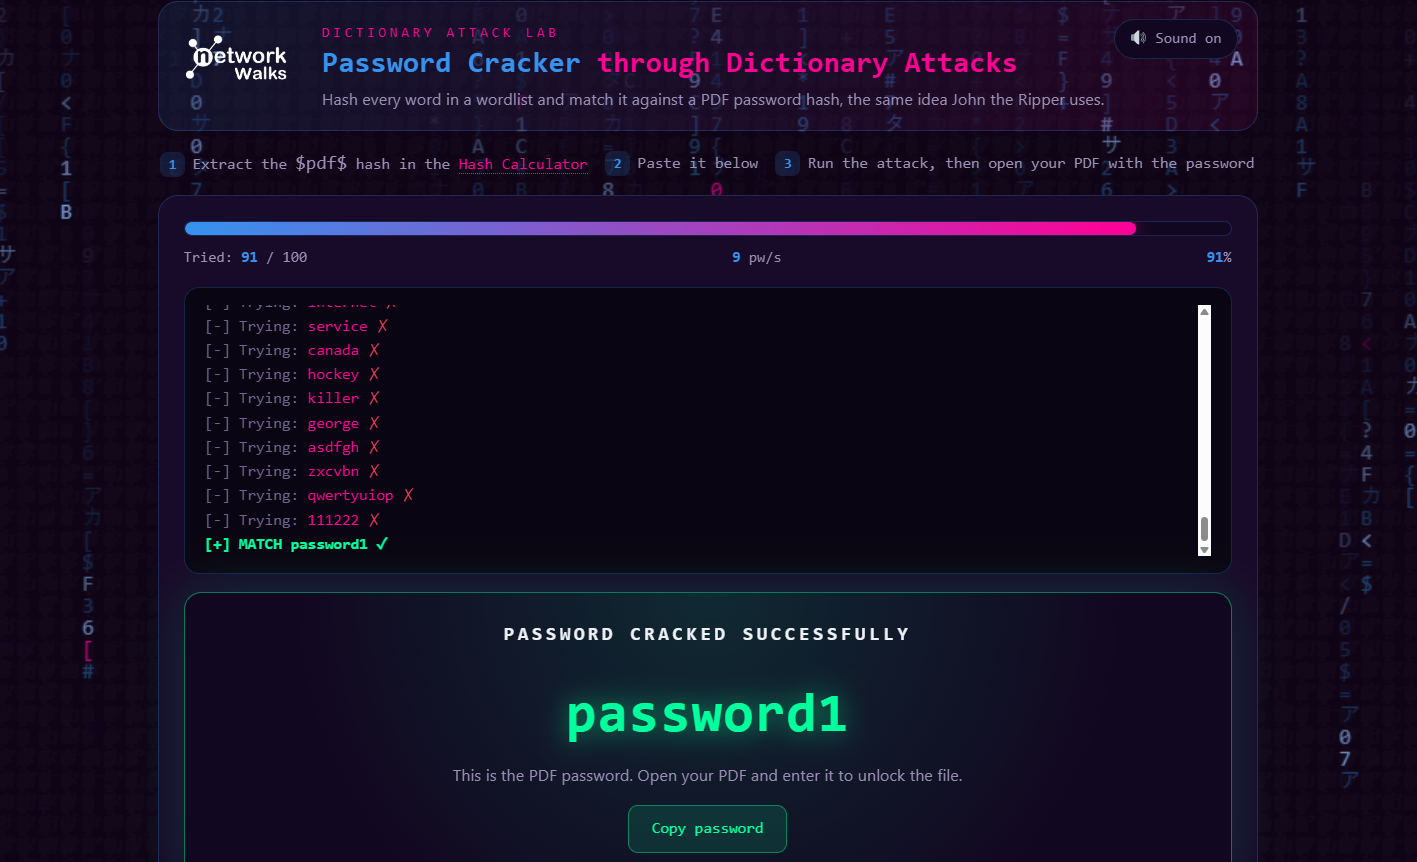 DICTIONARY ATTACK LAB
network
Walks
Password Cracker through Dictionary Attacks
Hash every word in a wordlist and match it against a PDF password hash, the same idea John the Ripper uses.
Sound on
1 Extract the $pdf$ hash in the Hash Calculator 2 Paste it below 3 Run the attack, then open your PDF with the password
Tried: 91 / 100 9 pw/s 91%
[-] Trying: internet ✗
[-] Trying: service ✗
[-] Trying: canada ✗
[-] Trying: hockey ✗
[-] Trying: killer ✗
[-] Trying: george ✗
[-] Trying: asdfgh ✗
[-] Trying: zxcvbn ✗
[-] Trying: qwertyuiop ✗
[-] Trying: 111222 ✗
[+] MATCH password1 ✓
PASSWORD CRACKED SUCCESSFULLY
password1
This is the PDF password. Open your PDF and enter it to unlock the file.
Copy password